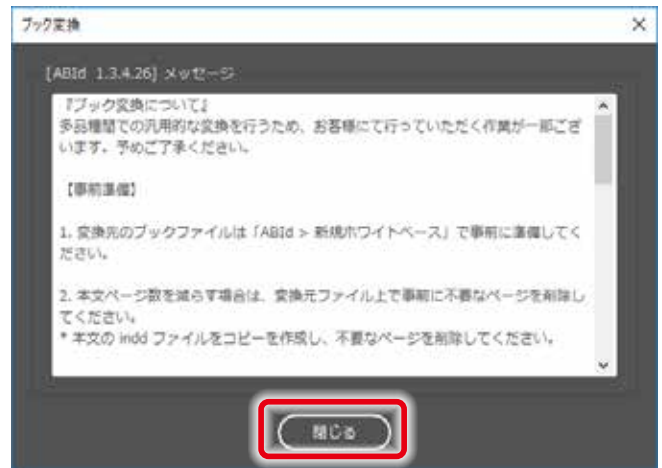 ブック変換
[ABId 1.3.4.26] メッセージ
『ブック変換について』
多品種間での汎用的な変換を行うため、お客様にて行っていただく作業が一部ござ
います。予めご了承ください。
【事前準備】
1. 変換先のブックファイルは「ABId > 新規ホワイトベース」で事前に準備してく
ださい。
2. 本文ページ数を減らす場合は、変換元ファイル上で事前に不要なページを削除し
てください。
* 本文の indd ファイルをコピーを作成し、不要なページを削除してください。
閉じる